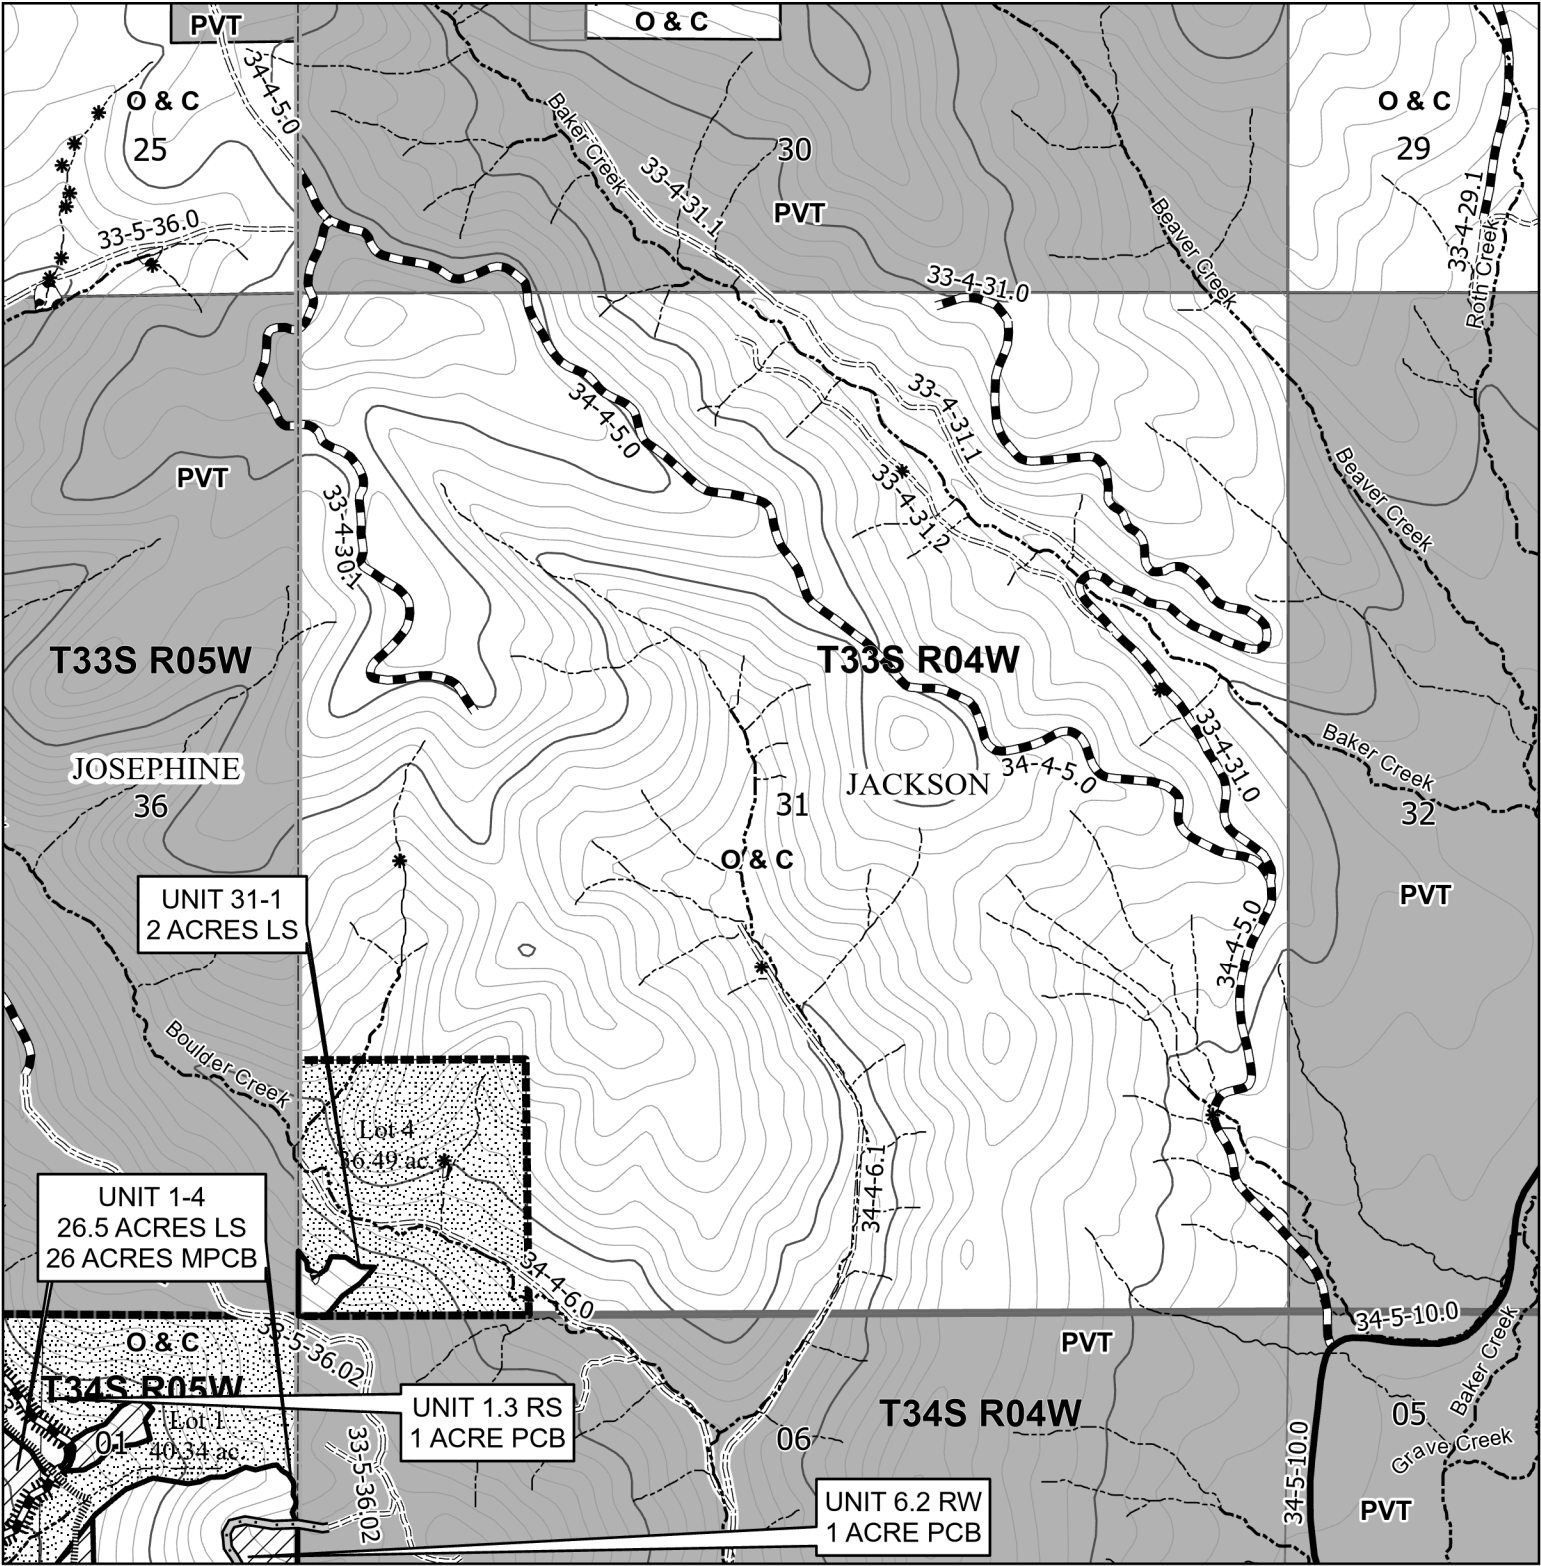 PVT
O & C
34-4-5.0
O & C
25
Baker Creek
33-4-31.1
30
PVT
Beaver Creek
O & C
29
33-4-29.1
Roth Creek
33-5-36.0
33-4-31.0
34-4-5.0
33-4-31.1
33-4-31.2
PVT
33-4-30.1
Beaver Creek
T33S R05W
T33S R04W
JOSEPHINE
36
JACKSON
31
O & C
34-4-5.0
33-4-31.0
Baker Creek
32
PVT
UNIT 31-1
2 ACRES LS
34-4-5.0
Boulder Creek
Lot 4
36.49 ac.
34-4-6.1
UNIT 1-4
26.5 ACRES LS
26 ACRES MPCB
34-4-6.0
34-5-10.0
Baker Creek
O & C
33-5-36.02
PVT
T34S R05W
Lot 1
01
40.34 ac.
UNIT 1.3 RS
1 ACRE PCB
T34S R04W
05
06
Grave Creek
33-5-36.02
34-5-10.0
UNIT 6.2 RW
1 ACRE PCB
PVT